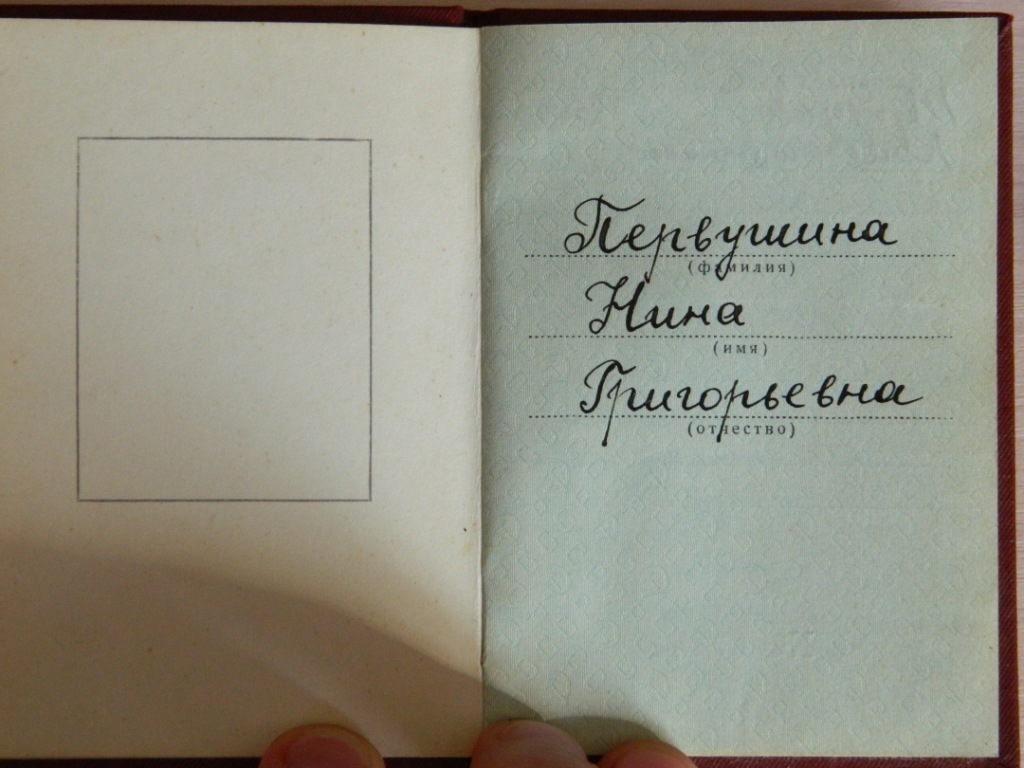 Первушина
(фамилия)
Нина
(имя)
Григорьевна
(отчество)